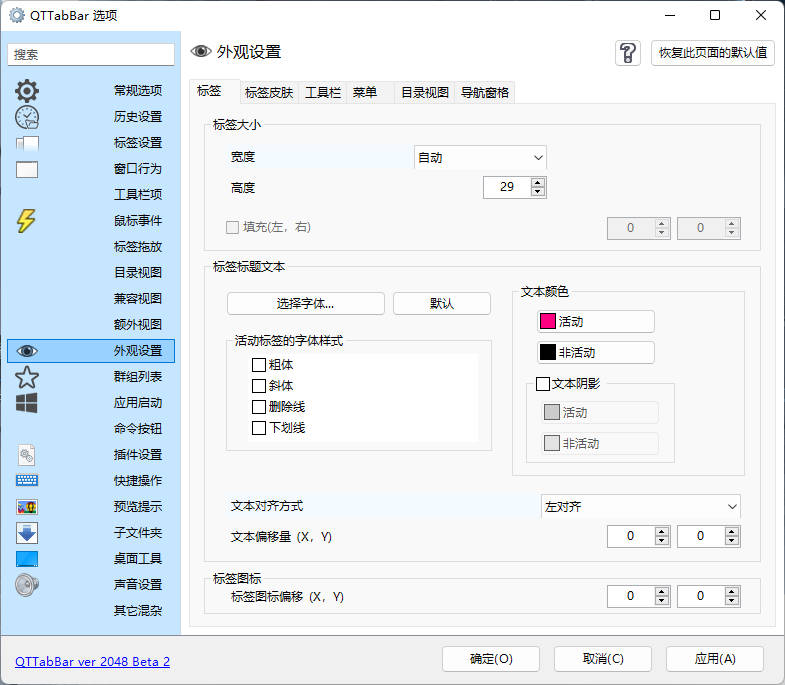 QTTabBar 选项
搜索
常规选项
历史设置
标签设置
窗口行为
工具栏项
鼠标事件
标签拖放
目录视图
兼容视图
额外视图
外观设置
群组列表
应用启动
命令按钮
插件设置
快捷操作
预览提示
子文件夹
桌面工具
声音设置
其它混杂
外观设置
恢复此页面的默认值
标签 标签皮肤 工具栏 菜单 目录视图 导航窗格
标签大小
宽度 自动
高度 29
填充(左，右) 0 0
标签标题文本
选择字体... 默认
活动标签的字体样式
粗体
斜体
删除线
下划线
文本颜色
活动
非活动
文本阴影
活动
非活动
文本对齐方式 左对齐
文本偏移量 (X，Y) 0 0
标签图标
标签图标偏移 (X，Y) 0 0
QTTabBar ver 2048 Beta 2
确定(O) 取消(C) 应用(A)